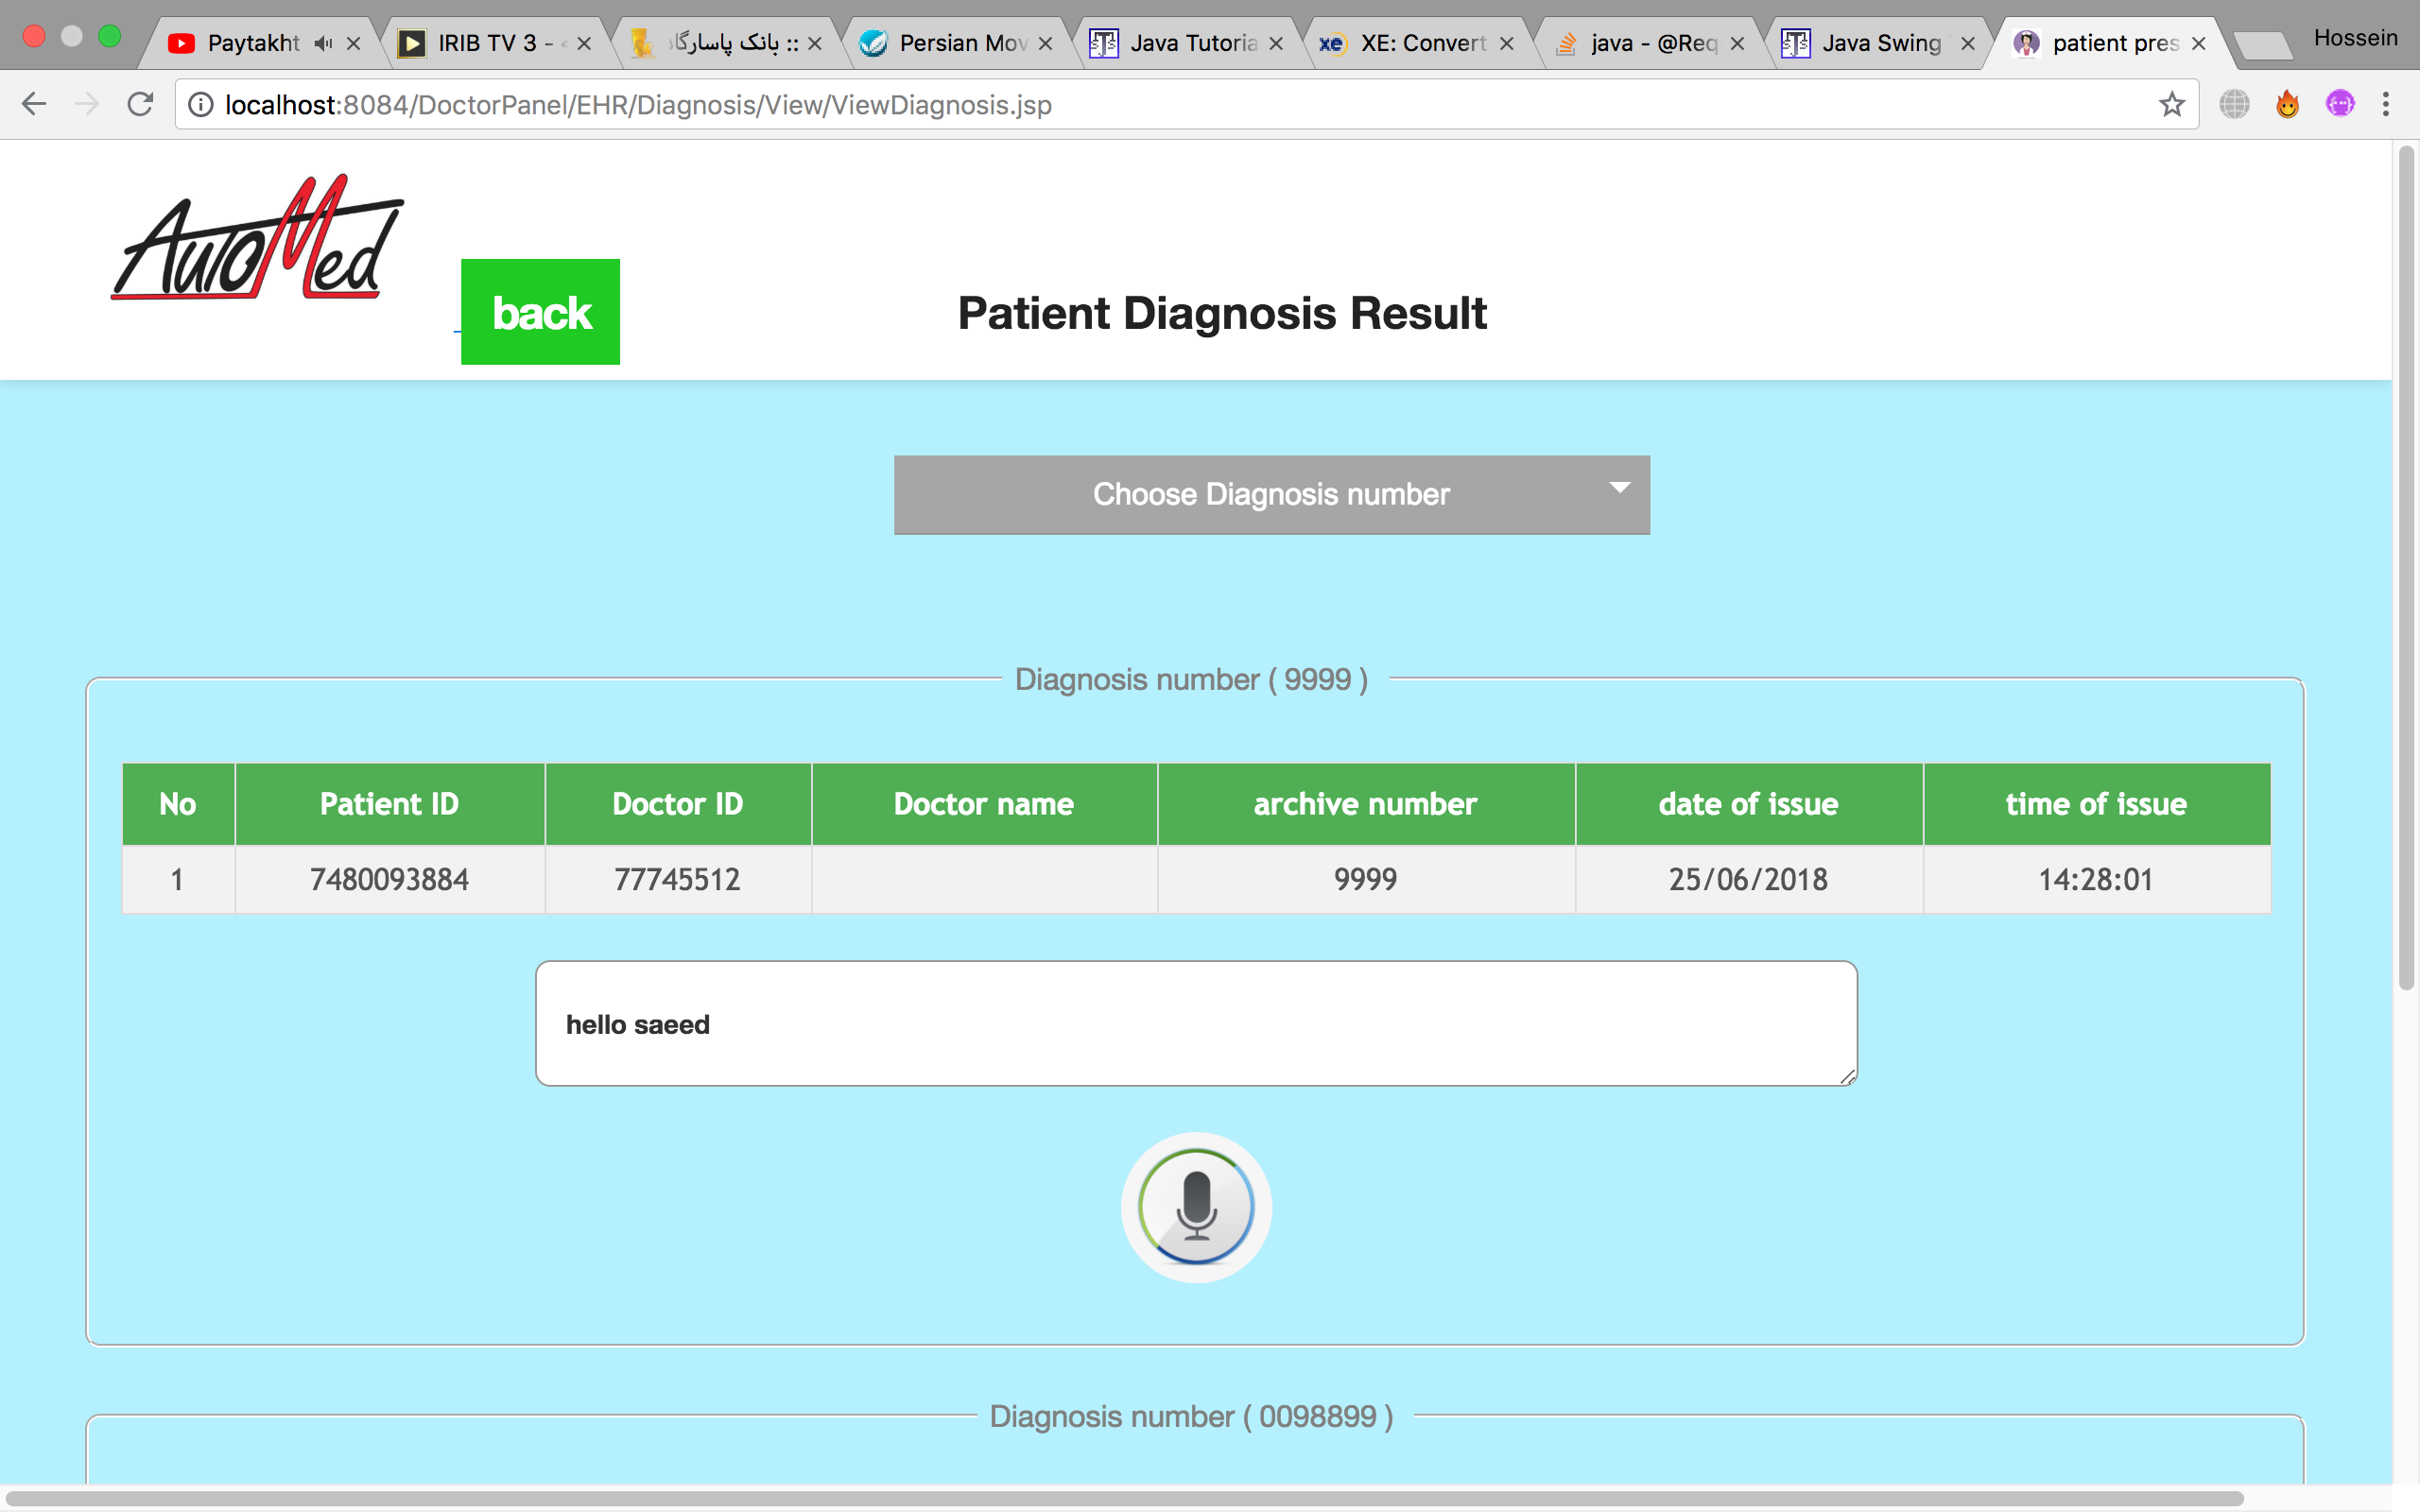 Paytakht
IRIB TV 3 -
بانک پاسارگا ::
Persian Mov
Java Tutoria
XE: Convert
java - @Req
Java Swing
patient pres
Hossein
localhost:8084/DoctorPanel/EHR/Diagnosis/View/ViewDiagnosis.jsp
AutoMed
back
Patient Diagnosis Result
Choose Diagnosis number
Diagnosis number ( 9999 )
No Patient ID Doctor ID Doctor name archive number date of issue time of issue
1 7480093884 77745512 9999 25/06/2018 14:28:01
hello saeed
Diagnosis number ( 0098899 )